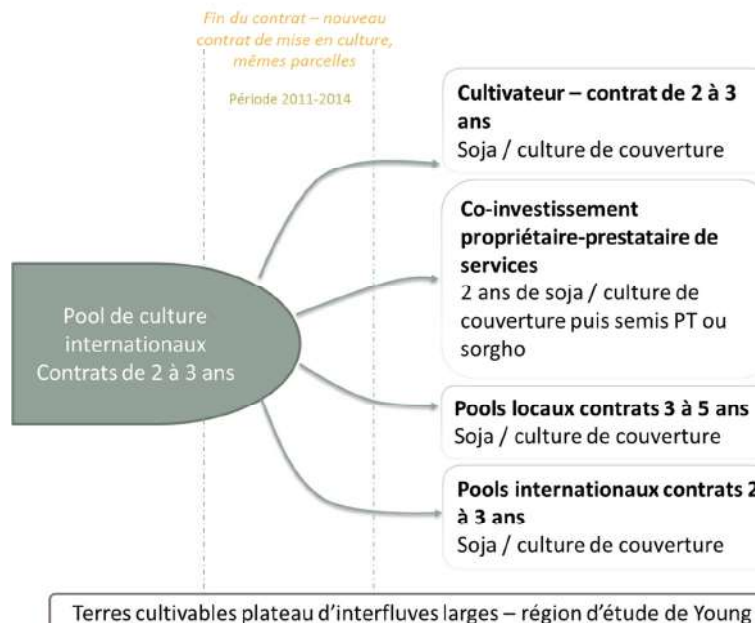 Fin du contrat – nouveau
contrat de mise en culture,
mêmes parcelles
Période 2011-2014
Pool de culture
internationaux
Contrats de 2 à 3 ans
Cultivateur – contrat de 2 à 3
ans
Soja / culture de couverture
Co-investissement
propriétaire-prestataire de
services
2 ans de soja / culture de
couverture puis semis PT ou
sorgho
Pools locaux contrats 3 à 5 ans
Soja / culture de couverture
Pools internationaux contrats 2
à 3 ans
Soja / culture de couverture
Terres cultivables plateau d'interfluves larges – région d'étude de Young